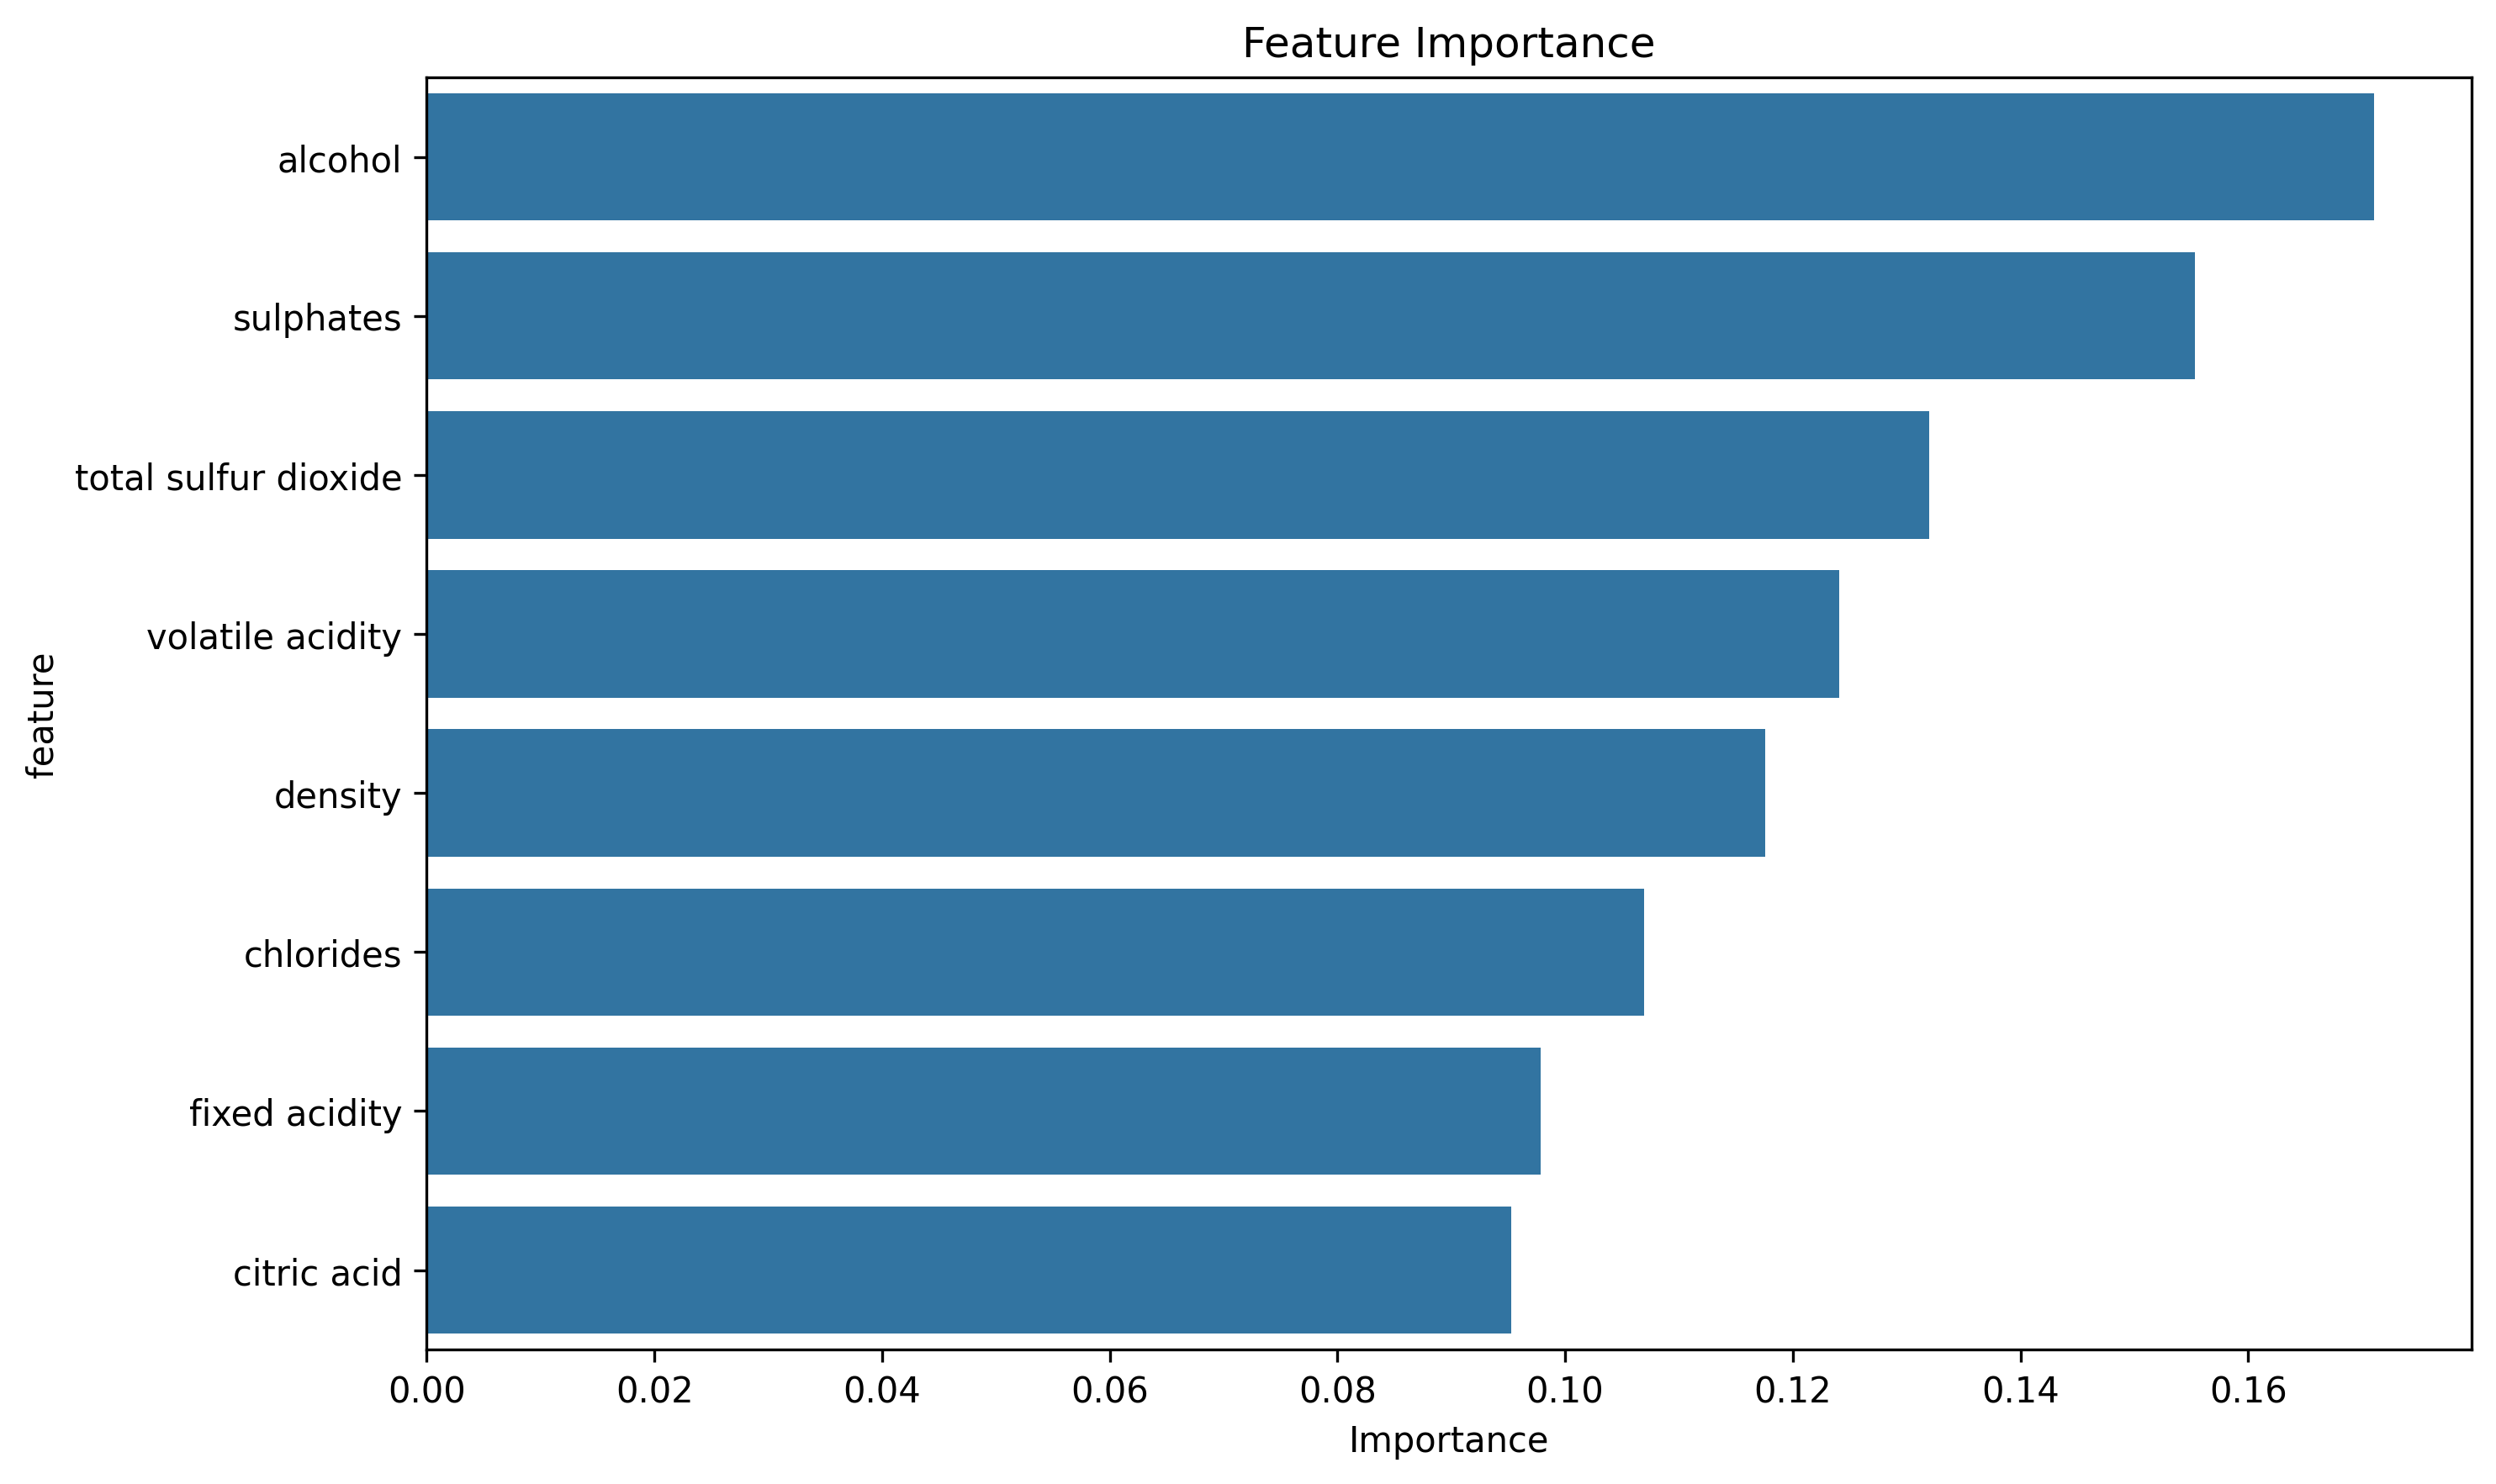 Feature Importance
alcohol
sulphates
total sulfur dioxide
volatile acidity
density
chlorides
fixed acidity
citric acid
feature
0.00 0.02 0.04 0.06 0.08 0.10 0.12 0.14 0.16
Importance